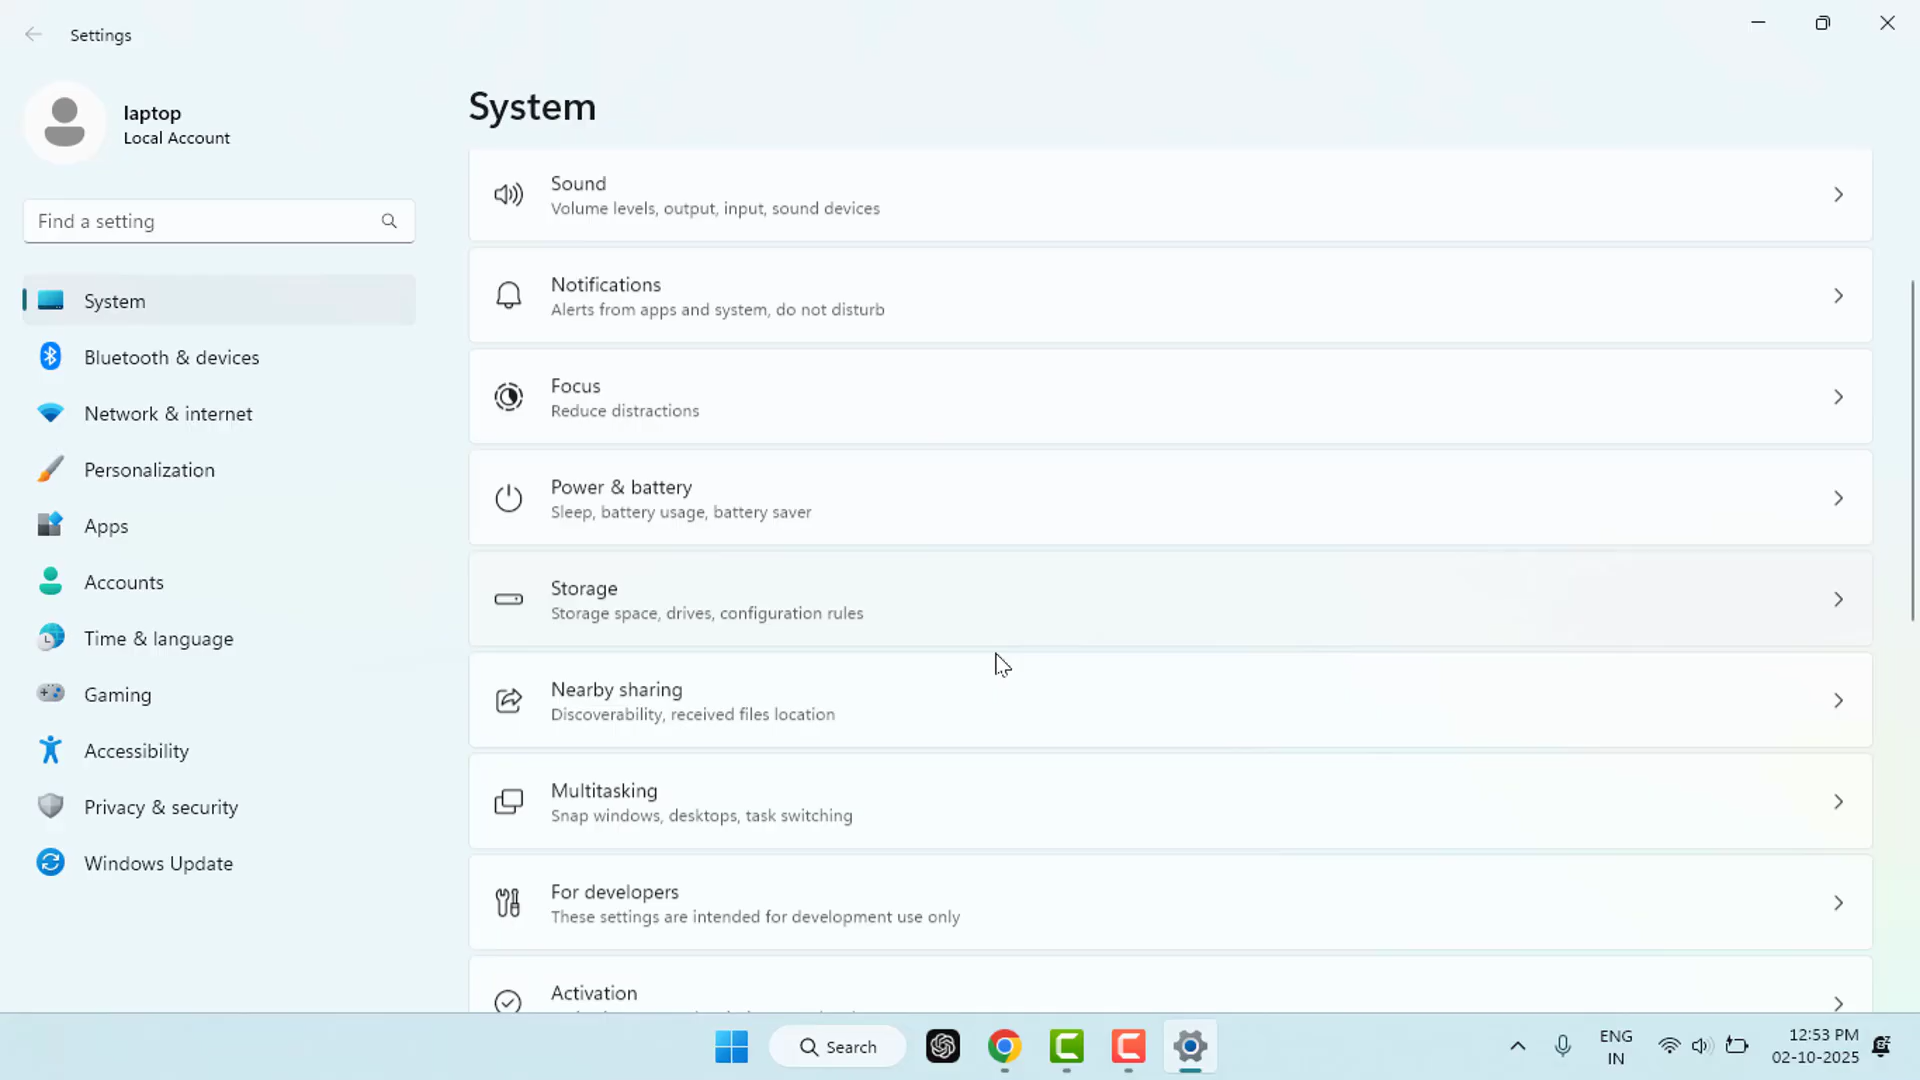 Settings
laptop
Local Account
Find a setting
System
Bluetooth & devices
Network & internet
Personalization
Apps
Accounts
Time & language
Gaming
Accessibility
Privacy & security
Windows Update
System
Sound
Volume levels, output, input, sound devices
Notifications
Alerts from apps and system, do not disturb
Focus
Reduce distractions
Power & battery
Sleep, battery usage, battery saver
Storage
Storage space, drives, configuration rules
Nearby sharing
Discoverability, received files location
Multitasking
Snap windows, desktops, task switching
For developers
These settings are intended for development use only
Activation
Search
ENG
IN
12:53 PM
02-10-2025